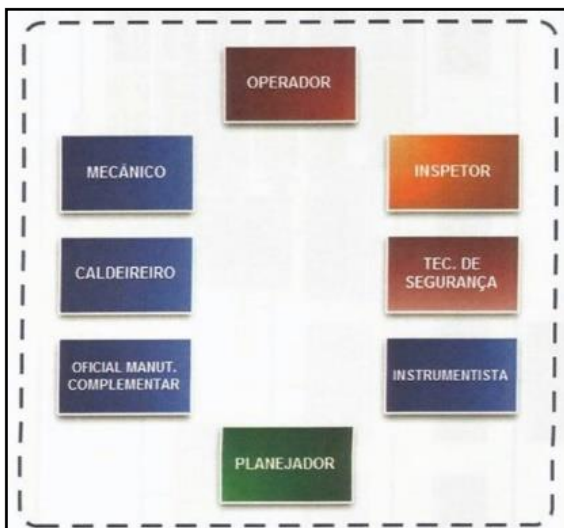 OPERADOR
MECÂNICO
INSPETOR
CALDEIREIRO
TEC. DE
SEGURANÇA
OFICIAL MANUT.
COMPLEMENTAR
INSTRUMENTISTA
PLANEJADOR